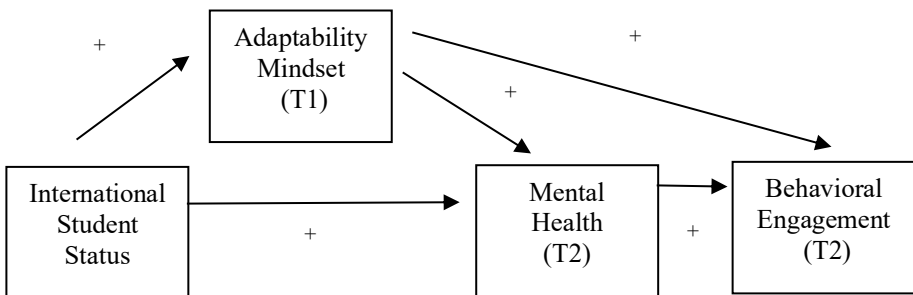 +
Adaptability
Mindset
(T1)
+
+
International
Student
Status
+
Mental
Health
(T2)
+
Behavioral
Engagement
(T2)